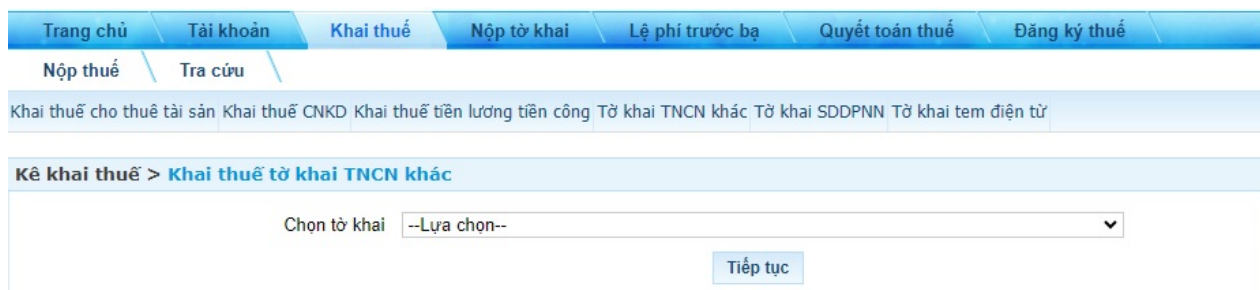 Trang chủ Tài khoản Khai thuế Nộp tờ khai Lệ phí trước bạ Quyết toán thuế Đăng ký thuế
Nộp thuế Tra cứu
Khai thuế cho thuê tài sản Khai thuế CNKD Khai thuế tiền lương tiền công Tờ khai TNCN khác Tờ khai SDDPNN Tờ khai tem điện tử
Kê khai thuế > Khai thuế tờ khai TNCN khác
Chọn tờ khai --Lựa chọn--
Tiếp tục